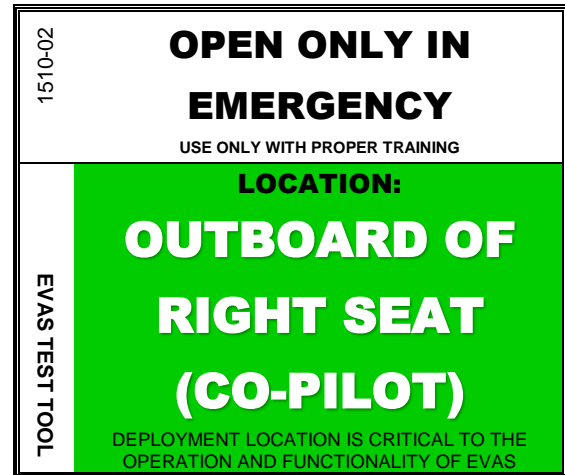 1510-02
OPEN ONLY IN
EMERGENCY
USE ONLY WITH PROPER TRAINING
EVAS TEST TOOL
LOCATION:
OUTBOARD OF
RIGHT SEAT
(CO-PILOT)
DEPLOYMENT LOCATION IS CRITICAL TO THE
OPERATION AND FUNCTIONALITY OF EVAS